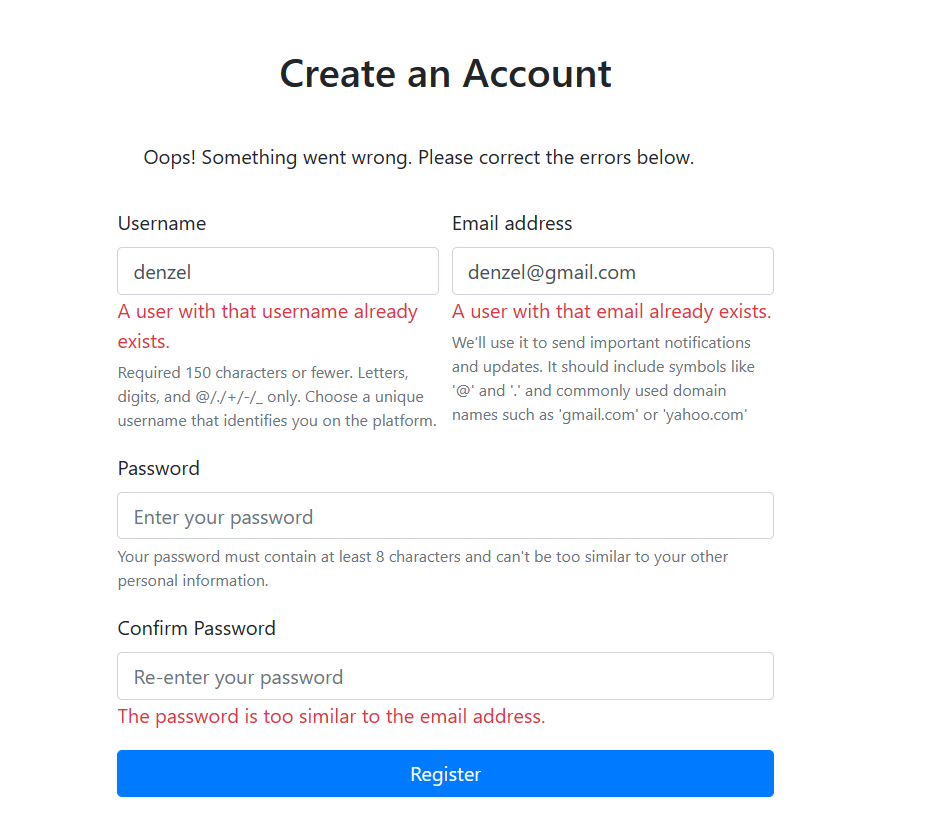 Create an Account
Oops! Something went wrong. Please correct the errors below.
Username
denzel
A user with that username already
exists.
Required 150 characters or fewer. Letters,
digits, and @/./+/-/_ only. Choose a unique
username that identifies you on the platform.
Email address
denzel@gmail.com
A user with that email already exists.
We'll use it to send important notifications
and updates. It should include symbols like
'@' and '.' and commonly used domain
names such as 'gmail.com' or 'yahoo.com'
Password
Enter your password
Your password must contain at least 8 characters and can't be too similar to your other
personal information.
Confirm Password
Re-enter your password
The password is too similar to the email address.
Register